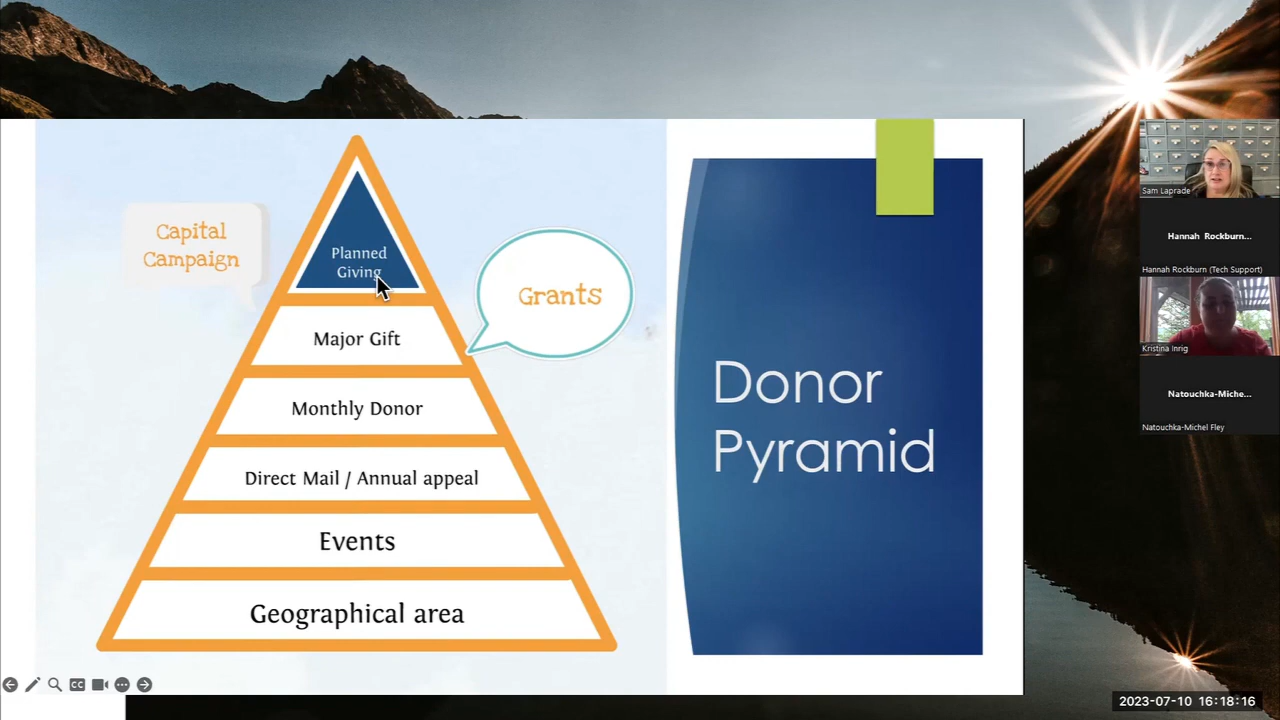 Capital
Campaign
Planned
Giving
Grants
Major Gift
Monthly Donor
Direct Mail / Annual appeal
Events
Geographical area
Donor
Pyramid
Sam Laprade
Hannah Rockburn...
Hannah Rockburn (Tech Support)
Kristina Inrig
Natouchka-Miche...
Natouchka-Michel Fley
CC
2023-07-10 16:18:16